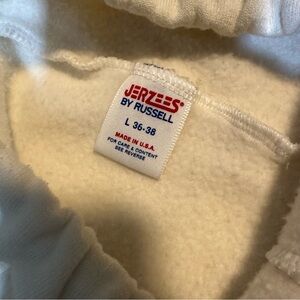 JERZEES®
BY RUSSELL
L 36-38
MADE IN U.S.A.
FOR CARE & CONTENT
SEE REVERSE